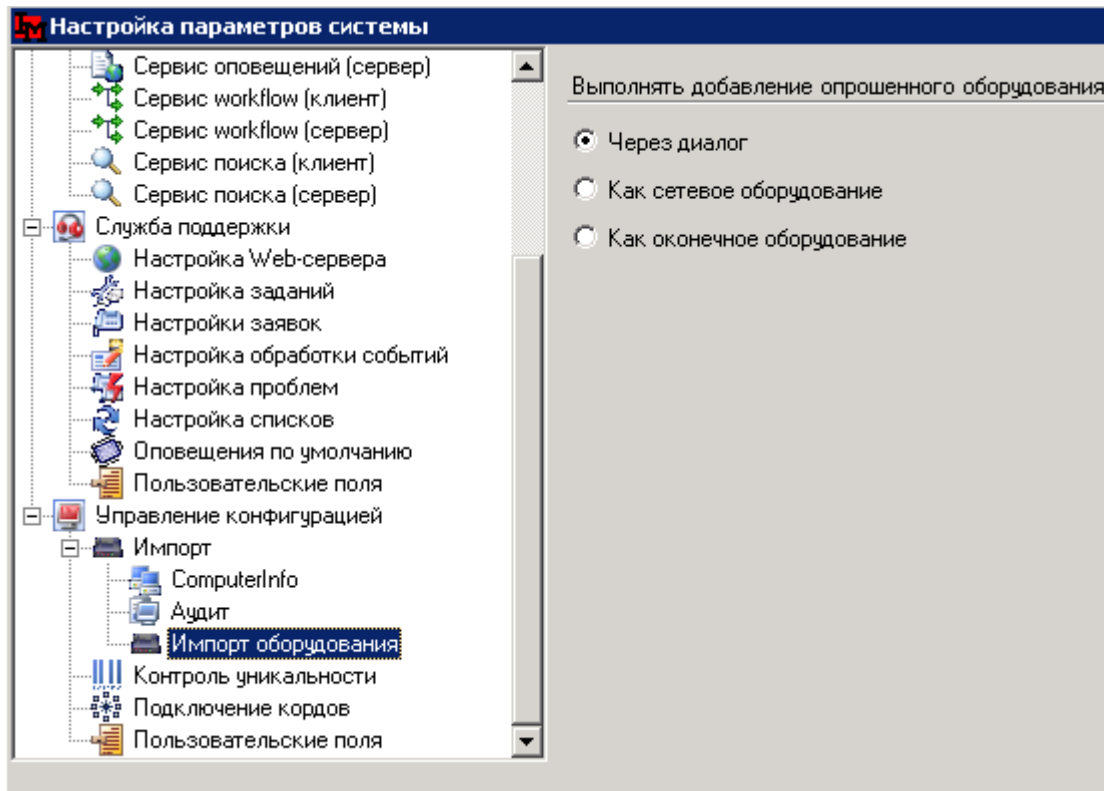 Настройка параметров системы
Сервис оповещений (сервер)
Сервис workflow (клиент)
Сервис workflow (сервер)
Сервис поиска (клиент)
Сервис поиска (сервер)
Служба поддержки
Настройка Web-сервера
Настройка заданий
Настройки заявок
Настройка обработки событий
Настройка проблем
Настройка списков
Оповещения по умолчанию
Пользовательские поля
Управление конфигурацией
Импорт
ComputerInfo
Аудит
Импорт оборудования
Контроль уникальности
Подключение кордов
Пользовательские поля
Выполнять добавление опрошенного оборудования
Через диалог
Как сетевое оборудование
Как оконечное оборудование